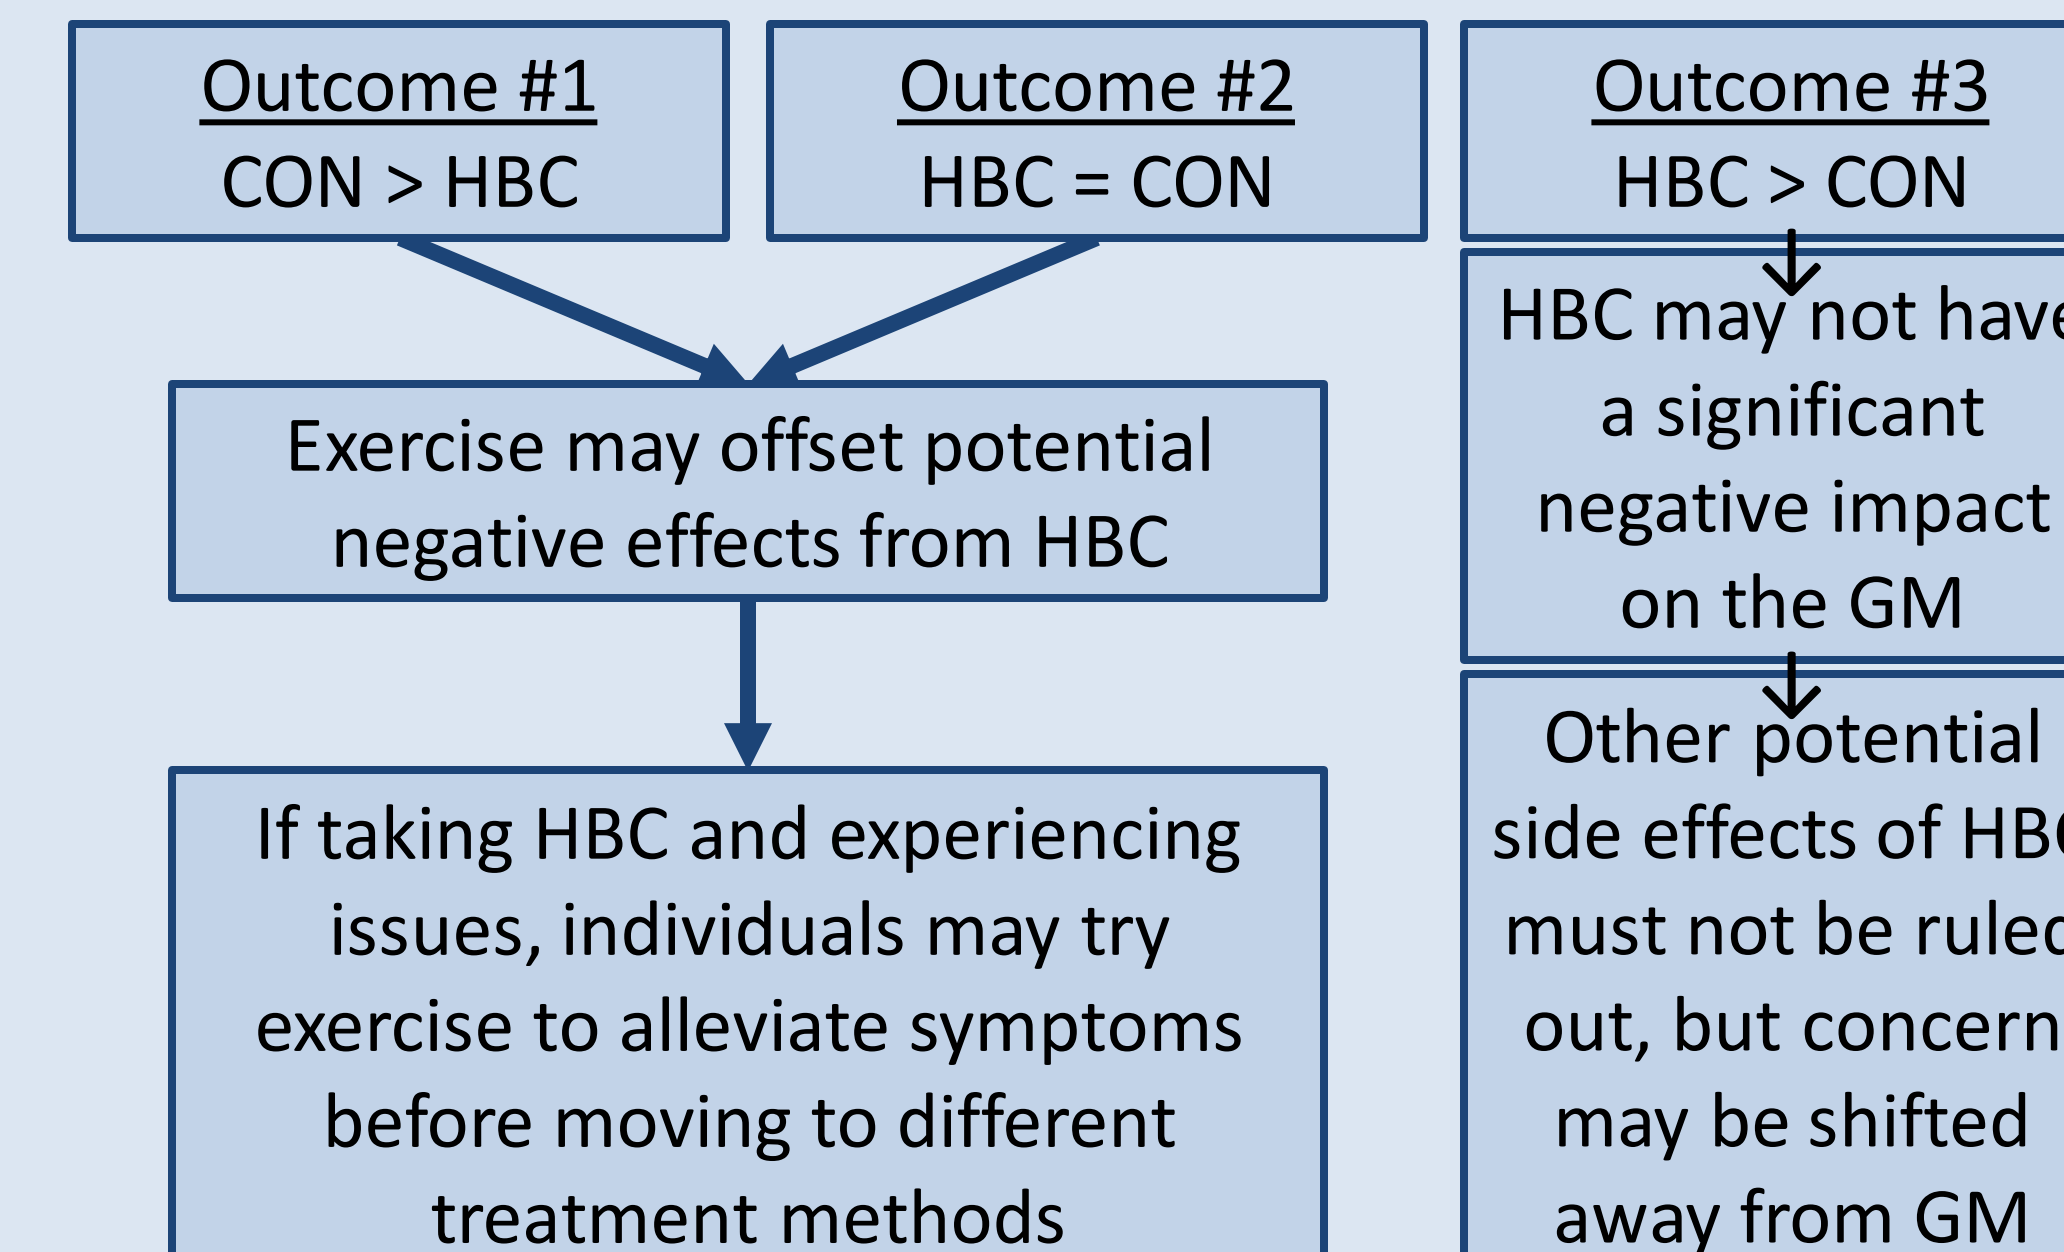 Outcome #1
CON > HBC
Outcome #2
HBC = CON
Exercise may offset potential
negative effects from HBC
If taking HBC and experiencing
issues, individuals may try
exercise to alleviate symptoms
before moving to different
treatment methods
Outcome #3
HBC > CON
↓
HBC may not have
a significant
negative impact
on the GM
↓
Other potential
side effects of HBC
must not be ruled
out, but concern
may be shifted
away from GM